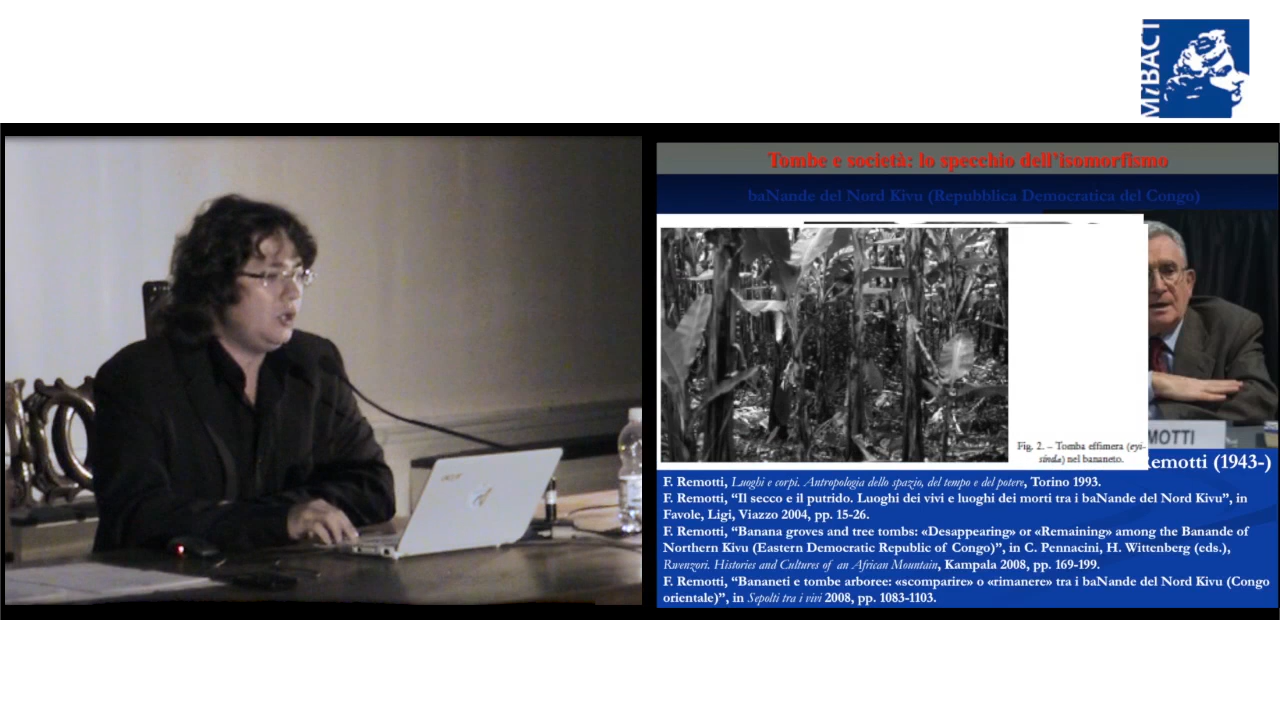 MiBACT
Tombe e società: lo specchio dell'isomorfismo
baNande del Nord Kivu (Repubblica Democratica del Congo)
Fig. 2. – Tomba effimera (eyi-
sinda) nel bananeto.
MOTTI
Remotti (1943-)
F. Remotti, Luoghi e corpi. Antropologia dello spazio, del tempo e del potere, Torino 1993.
F. Remotti, “Il secco e il putrido. Luoghi dei vivi e luoghi dei morti tra i baNande del Nord Kivu”, in
Favole, Ligi, Viazzo 2004, pp. 15-26.
F. Remotti, “Banana groves and tree tombs: «Desappearing» or «Remaining» among the Banande of
Northern Kivu (Eastern Democratic Republic of Congo)”, in C. Pennacini, H. Wittenberg (eds.),
Rwenzori. Histories and Cultures of an African Mountain, Kampala 2008, pp. 169-199.
F. Remotti, “Bananeti e tombe arboree: «scomparire» o «rimanere» tra i baNande del Nord Kivu (Congo
orientale)”, in Sepolti tra i vivi 2008, pp. 1083-1103.